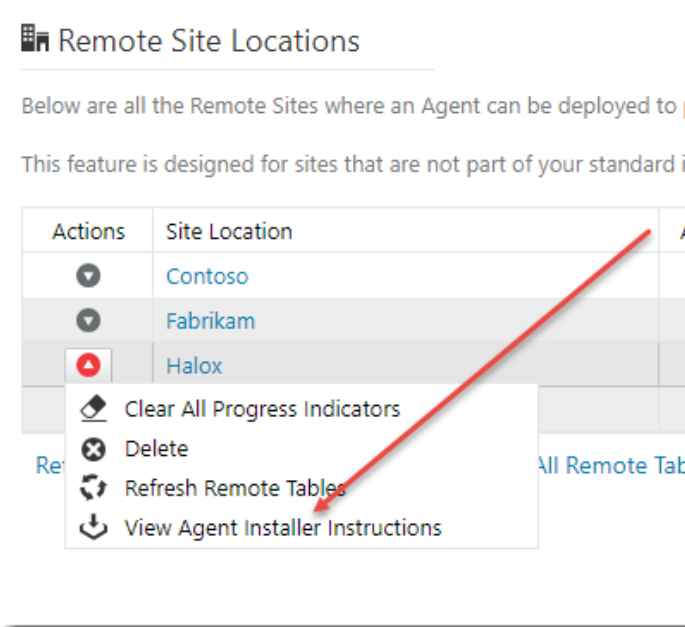 Remote Site Locations
Below are all the Remote Sites where an Agent can be deployed to
This feature is designed for sites that are not part of your standard
Actions Site Location
Contoso
Fabrikam
Halox
Clear All Progress Indicators
Delete
All Remote
Refresh Remote Tables
View Agent Installer Instructions